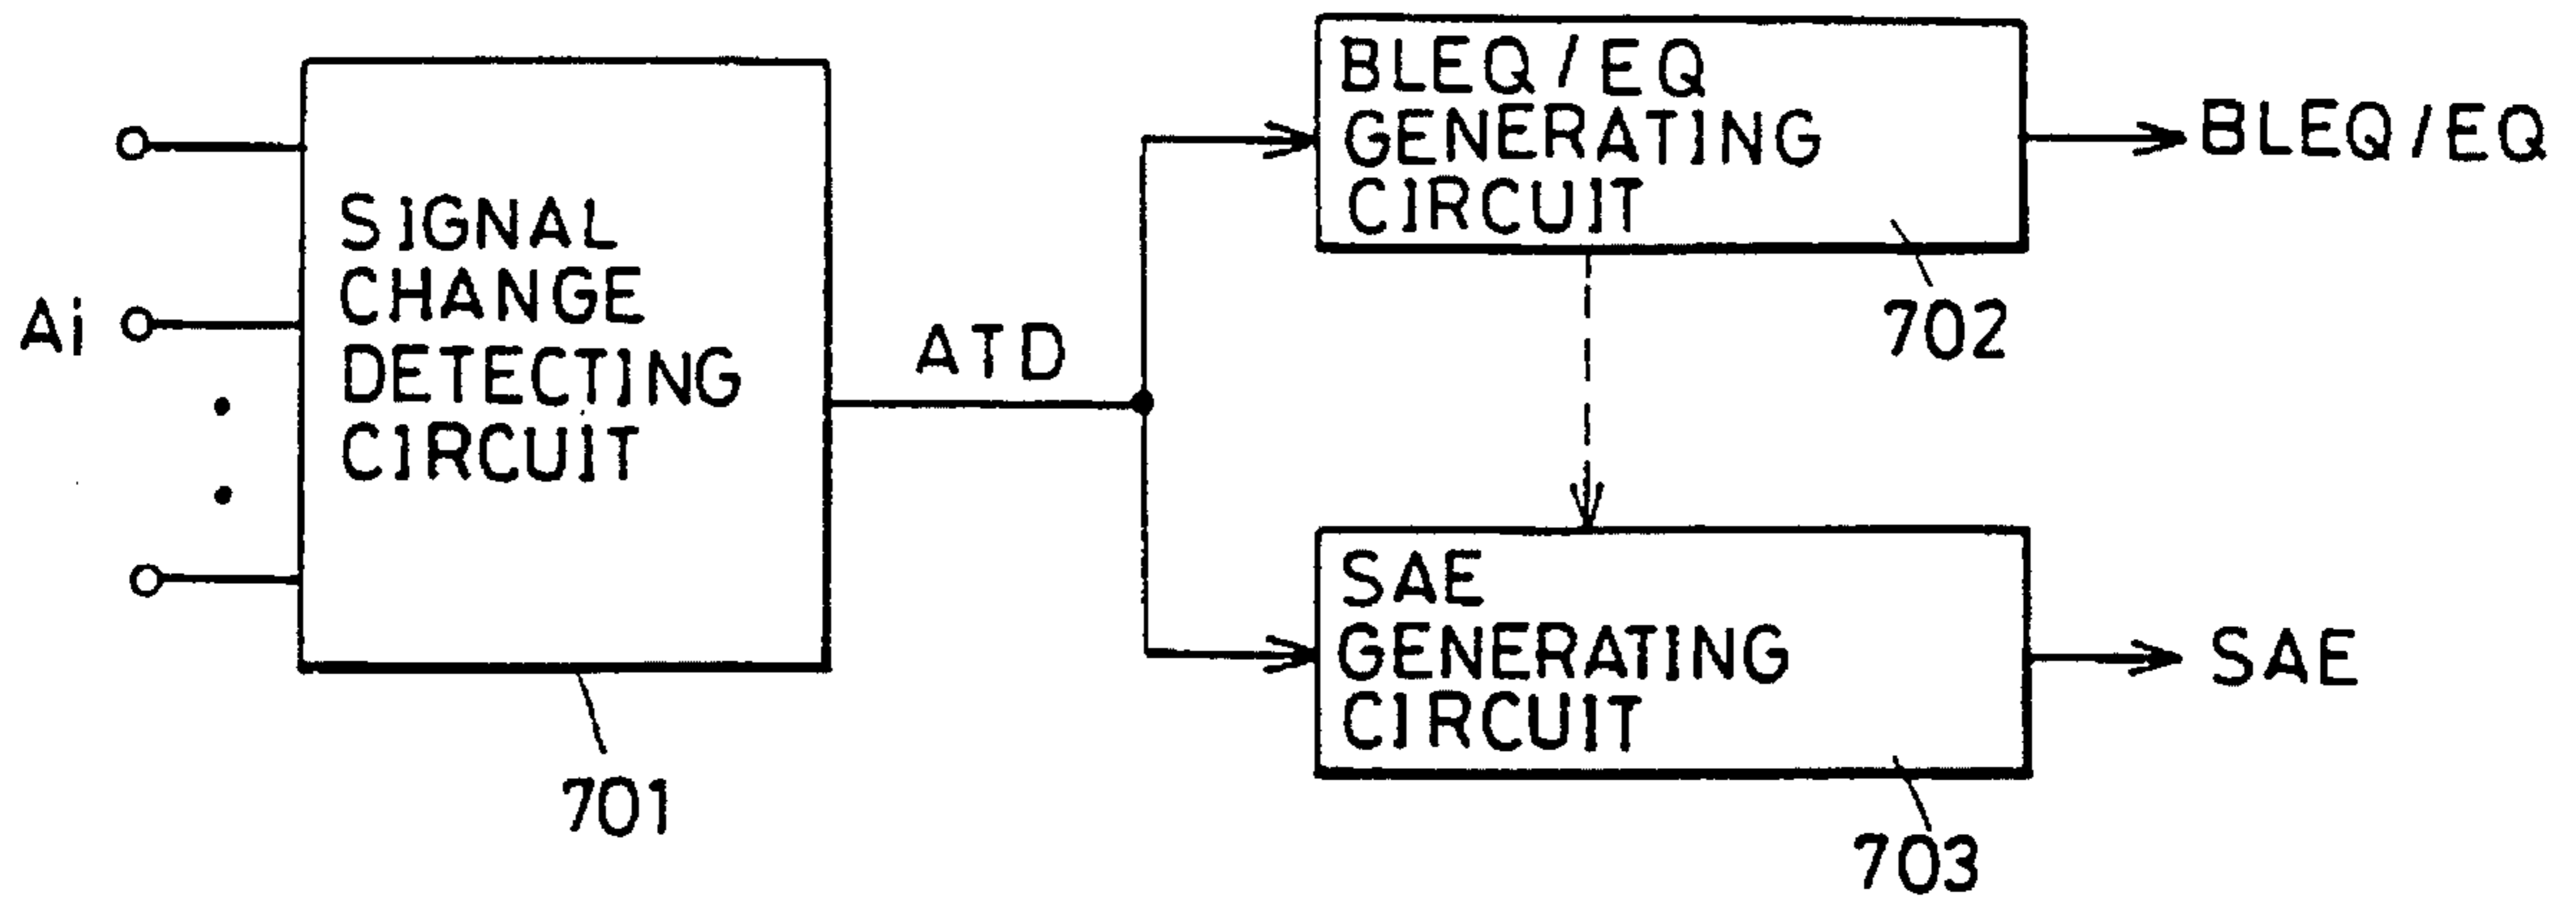 Ai
SIGNAL
CHANGE
DETECTING
CIRCUIT
701
ATD
BLEQ/EQ
GENERATING
CIRCUIT
702
BLEQ/EQ
SAE
GENERATING
CIRCUIT
703
SAE